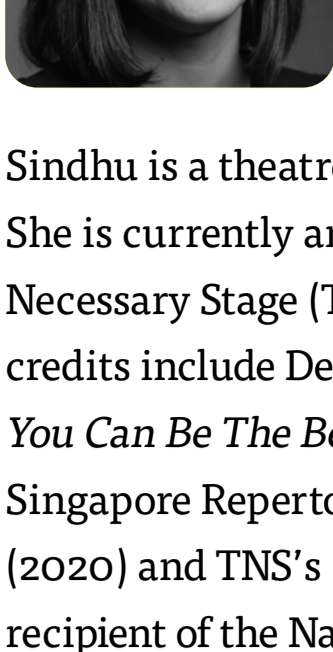 Sindhu is a theatre
She is currently an
Necessary Stage (T
credits include De
You Can Be The Be
Singapore Reperto
(2020) and TNS’s
recipient of the Na